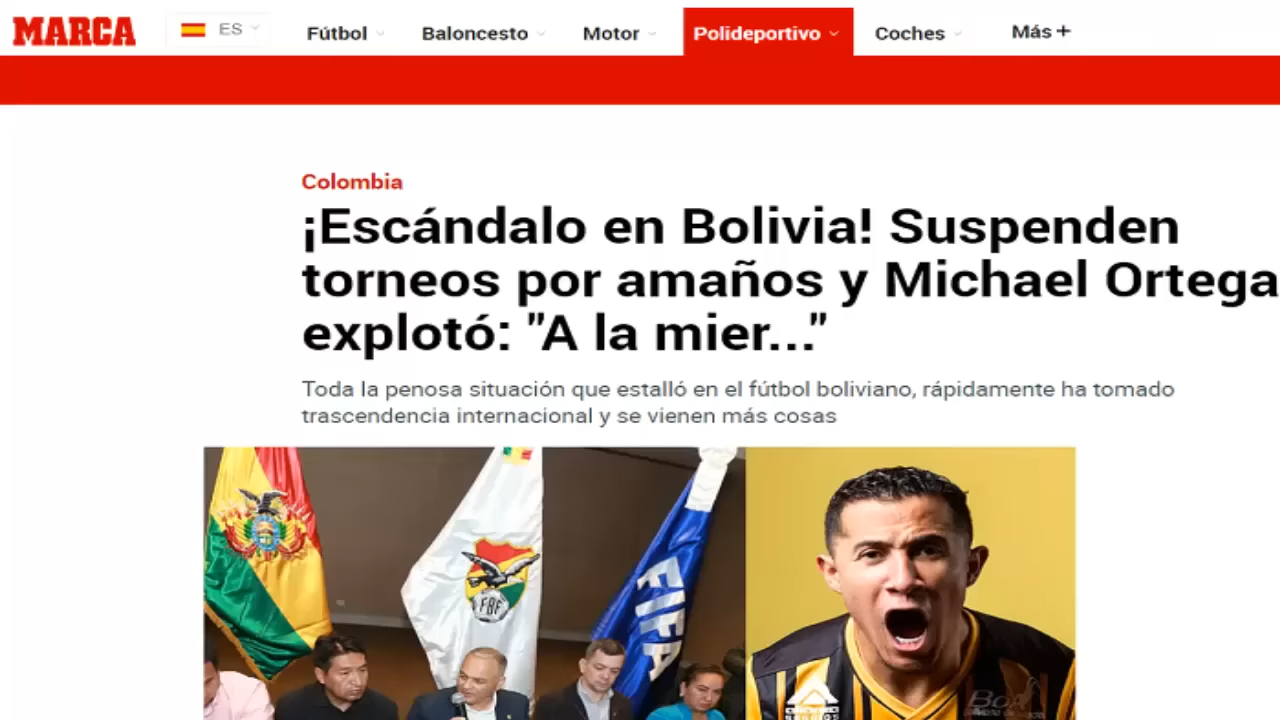 MARCA
ES
Fútbol
Baloncesto
Motor
Polideportivo
Coches
Más +
Colombia
¡Escándalo en Bolivia! Suspenden
torneos por amaños y Michael Ortega
explotó: "A la mier..."
Toda la penosa situación que estalló en el fútbol boliviano, rápidamente ha tomado
trascendencia internacional y se vienen más cosas
FBF
FIFA